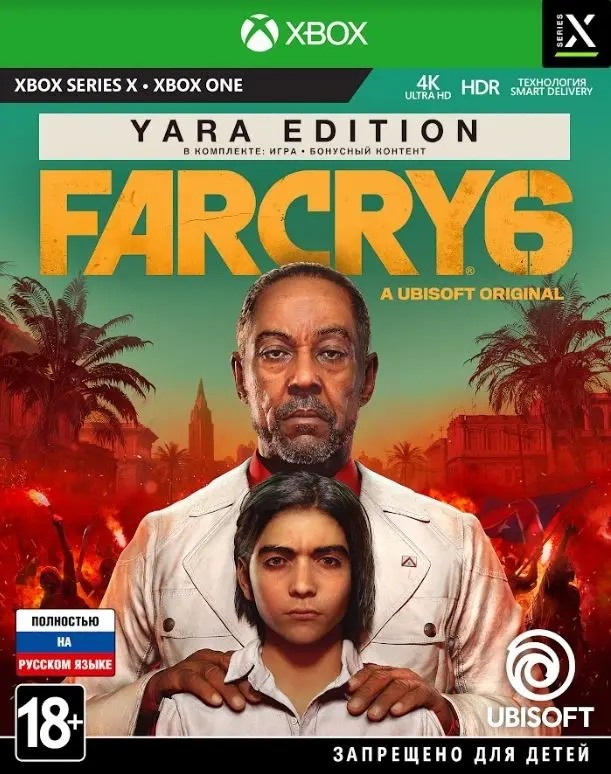 XBOX
SERIES
X
XBOX SERIES X • XBOX ONE
4K
ULTRA HD
HDR
ТЕХНОЛОГИЯ
SMART DELIVERY
YARA EDITION
В КОМПЛЕКТЕ: ИГРА • БОНУСНЫЙ КОНТЕНТ
FARCRY6
®
A UBISOFT ORIGINAL
ПОЛНОСТЬЮ
НА
РУССКОМ ЯЗЫКЕ
18+
UBISOFT
ЗАПРЕЩЕНО ДЛЯ ДЕТЕЙ